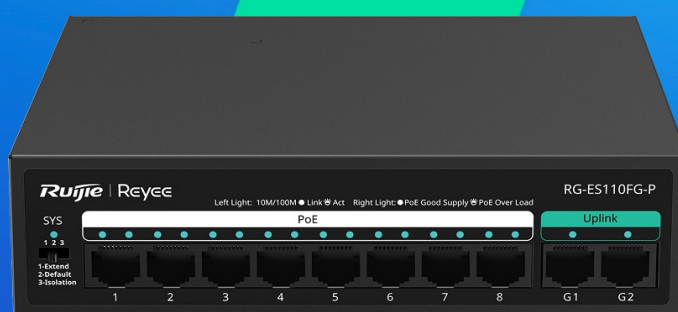 Ruijie | Reyee
RG-ES110FG-P
Left Light: 10M/100M ● Link ※ Act Right Light: ● PoE Good Supply ※ PoE Over Load
SYS
PoE
Uplink
1 2 3
1-Extend
2-Default
3-Isolation
1 2 3 4 5 6 7 8 G1 G2